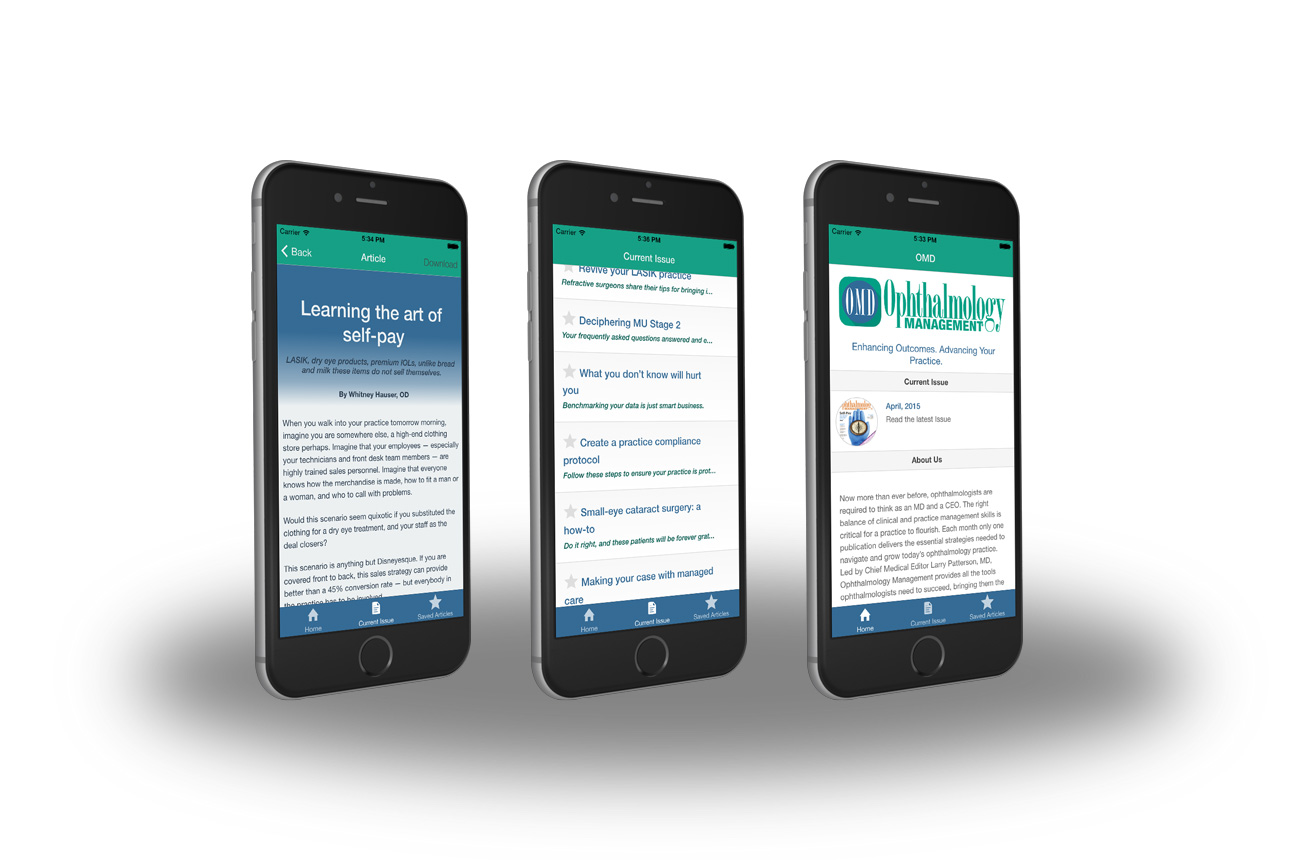 Carrier
5:34 PM
Back
Article
Download
Learning the art of
self-pay
LASIK, dry eye products, premium IOLs, unlike bread
and milk these items do not sell themselves.
By Whitney Hauser, OD
When you walk into your practice tomorrow morning,
imagine you are somewhere else, a high-end clothing
store perhaps. Imagine that your employees — especially
your technicians and front desk team members — are
highly trained sales personnel. Imagine that everyone
knows how the merchandise is made, how to fit a man or
a woman, and who to call with problems.
Would this scenario seem quixotic if you substituted the
clothing for a dry eye treatment, and your staff as the
deal closers?
This scenario is anything but Disneyesque. If you are
covered front to back, this sales strategy can provide
better than a 45% conversion rate — but everybody in
the practice has to be involved.
Home
Current Issue
Saved Articles
Carrier
5:36 PM
Current Issue
Revive your LASIK practice
Refractive surgeons share their tips for bringing i...
Deciphering MU Stage 2
Your frequently asked questions answered and e...
What you don't know will hurt
you
Benchmarking your data is just smart business.
Create a practice compliance
protocol
Follow these steps to ensure your practice is prot...
Small-eye cataract surgery: a
how-to
Do it right, and these patients will be forever grat...
Making your case with managed
care
Home
Current Issue
Saved Articles
Carrier
5:33 PM
OMD
OMD Ophthalmology
MANAGEMENT
Enhancing Outcomes. Advancing Your
Practice.
Current Issue
April, 2015
Read the latest Issue
About Us
Now more than ever before, ophthalmologists are
required to think as an MD and a CEO. The right
balance of clinical and practice management skills is
critical for a practice to flourish. Each month only one
publication delivers the essential strategies needed to
navigate and grow today's ophthalmology practice.
Led by Chief Medical Editor Larry Patterson, MD,
Ophthalmology Management provides all the tools
ophthalmologists need to succeed, bringing them the
Home
Current Issue
Saved Articles